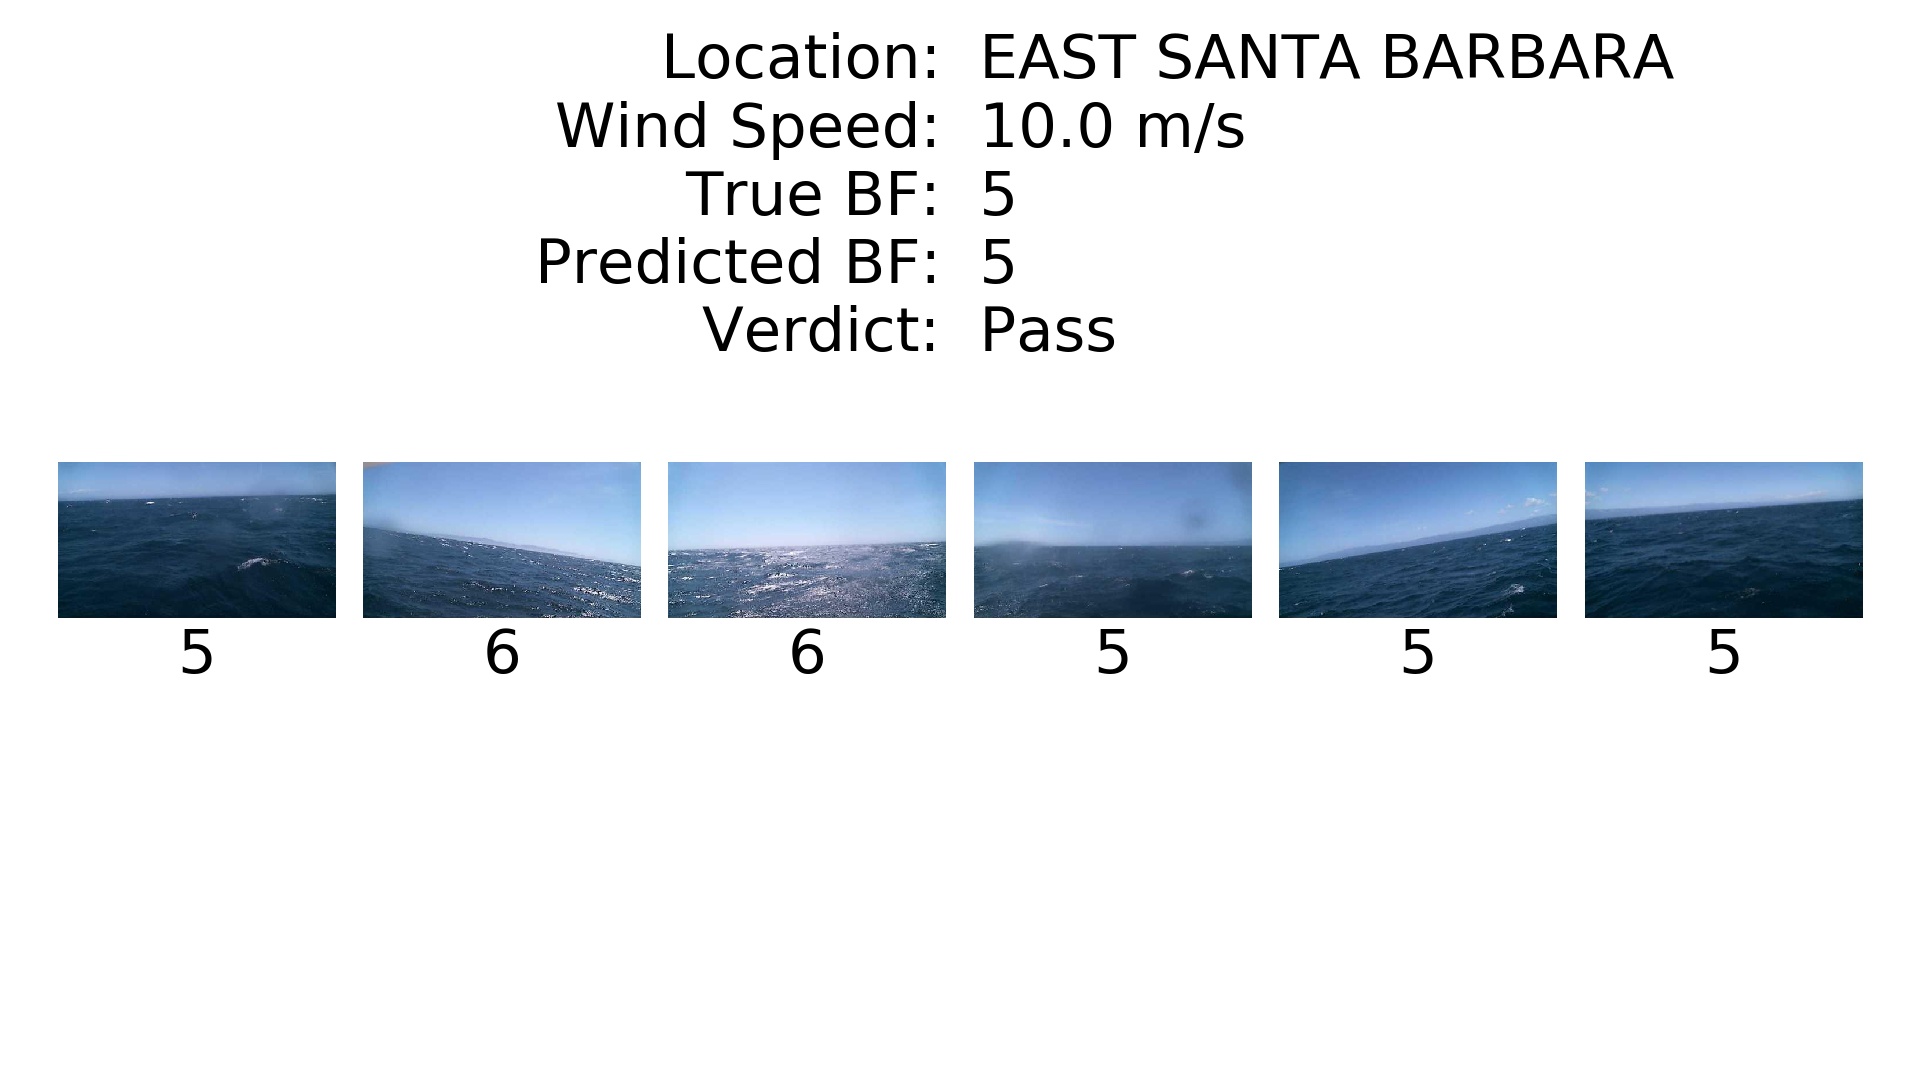 Location: EAST SANTA BARBARA
Wind Speed: 10.0 m/s
True BF: 5
Predicted BF: 5
Verdict: Pass
5 6 6 5 5 5